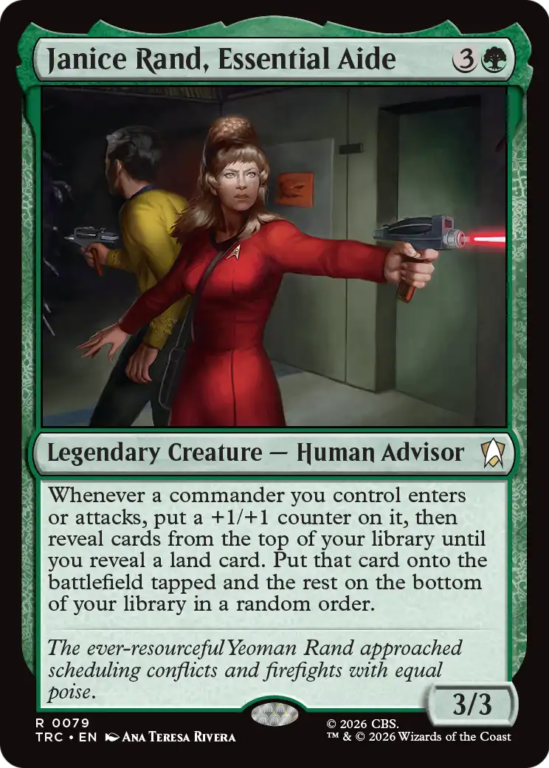 Janice Rand, Essential Aide 3
Legendary Creature — Human Advisor
Whenever a commander you control enters
or attacks, put a +1/+1 counter on it, then
reveal cards from the top of your library until
you reveal a land card. Put that card onto the
battlefield tapped and the rest on the bottom
of your library in a random order.
The ever-resourceful Yeoman Rand approached
scheduling conflicts and firefights with equal
poise.
3/3
R 0079
TRC • EN Ana Teresa Rivera
© 2026 CBS.
™ & © 2026 Wizards of the Coast